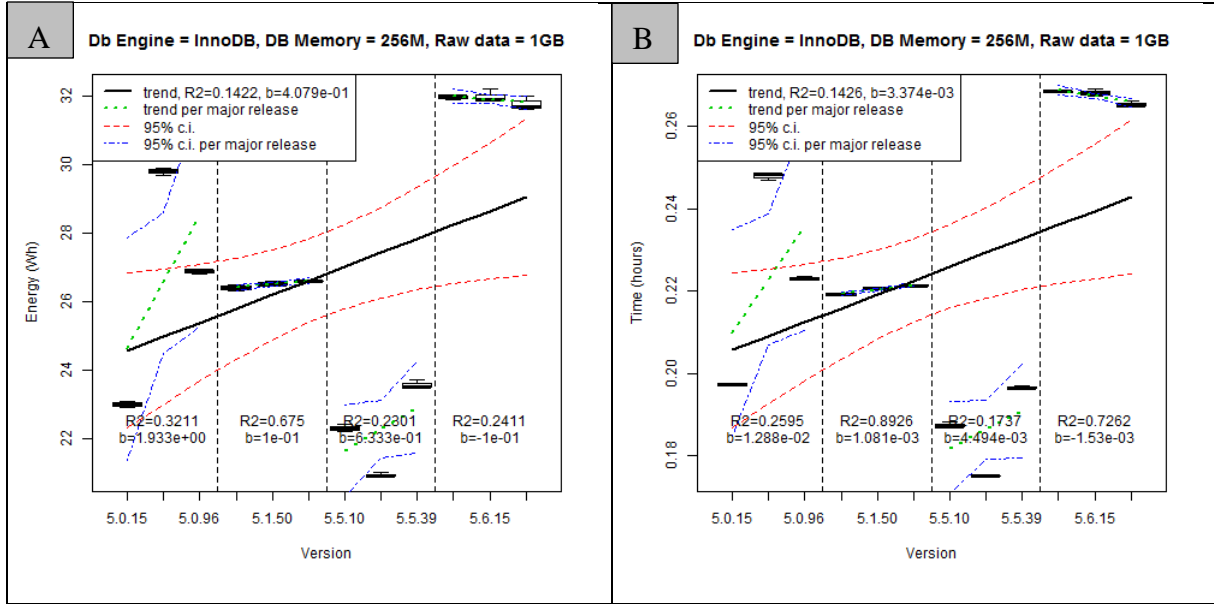 A
Db Engine = InnoDB, DB Memory = 256M, Raw data = 1GB
trend, R2=0.1422, b=4.079e-01
trend per major release
95% c.i.
95% c.i. per major release
Energy (Wh)
32
30
28
26
24
22
R2=0.3211
b=1.933e+00
R2=0.675
b=1e-01
R2=0.2301
b=6.333e-01
R2=0.2411
b=-1e-01
5.0.15
5.0.96
5.1.50
5.5.10
5.5.39
5.6.15
Version
B
Db Engine = InnoDB, DB Memory = 256M, Raw data = 1GB
trend, R2=0.1426, b=3.374e-03
trend per major release
95% c.i.
95% c.i. per major release
Time (hours)
0.26
0.24
0.22
0.20
0.18
R2=0.2595
b=1.288e-02
R2=0.8926
b=1.081e-03
R2=0.1737
b=4.494e-03
R2=0.7262
b=-1.53e-03
5.0.15
5.0.96
5.1.50
5.5.10
5.5.39
5.6.15
Version